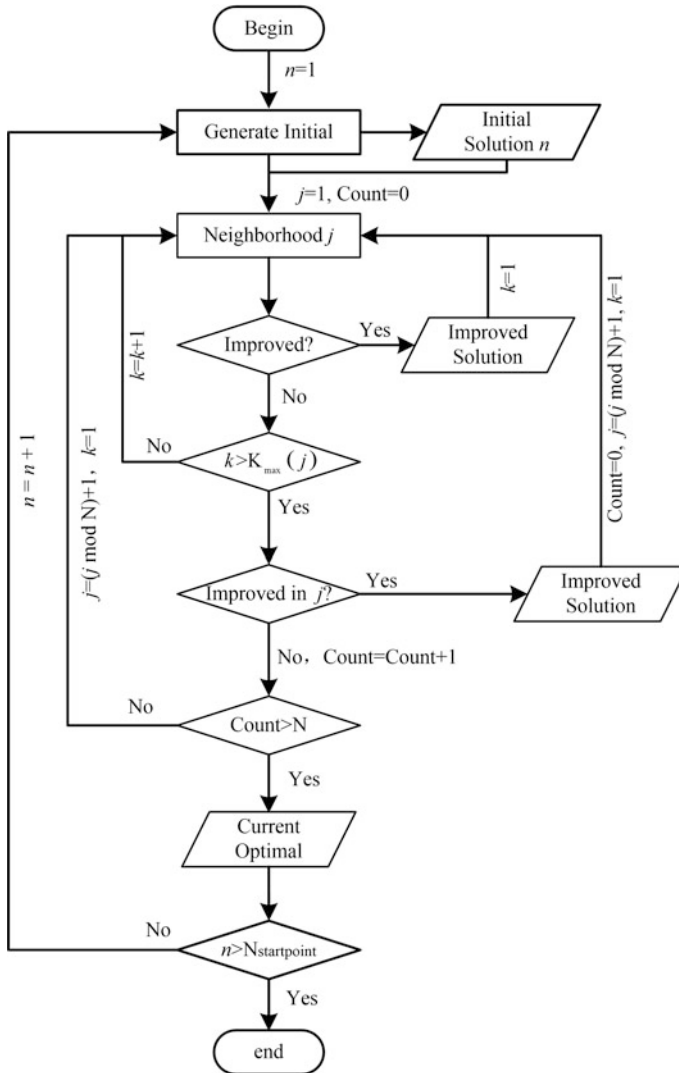 Begin
n=1
Generate Initial
Initial
Solution n
j=1, Count=0
Neighborhood j
k=1
Improved?
Yes
Improved
Solution
k=k+1
No
No
k>Kmax (j)
Yes
n = n + 1
j=(j mod N)+1, k=1
Count=0, j=(j mod N)+1, k=1
Improved in j?
Yes
Improved
Solution
No, Count=Count+1
No
Count>N
Yes
Current
Optimal
No
n>Nstartpoint
Yes
end